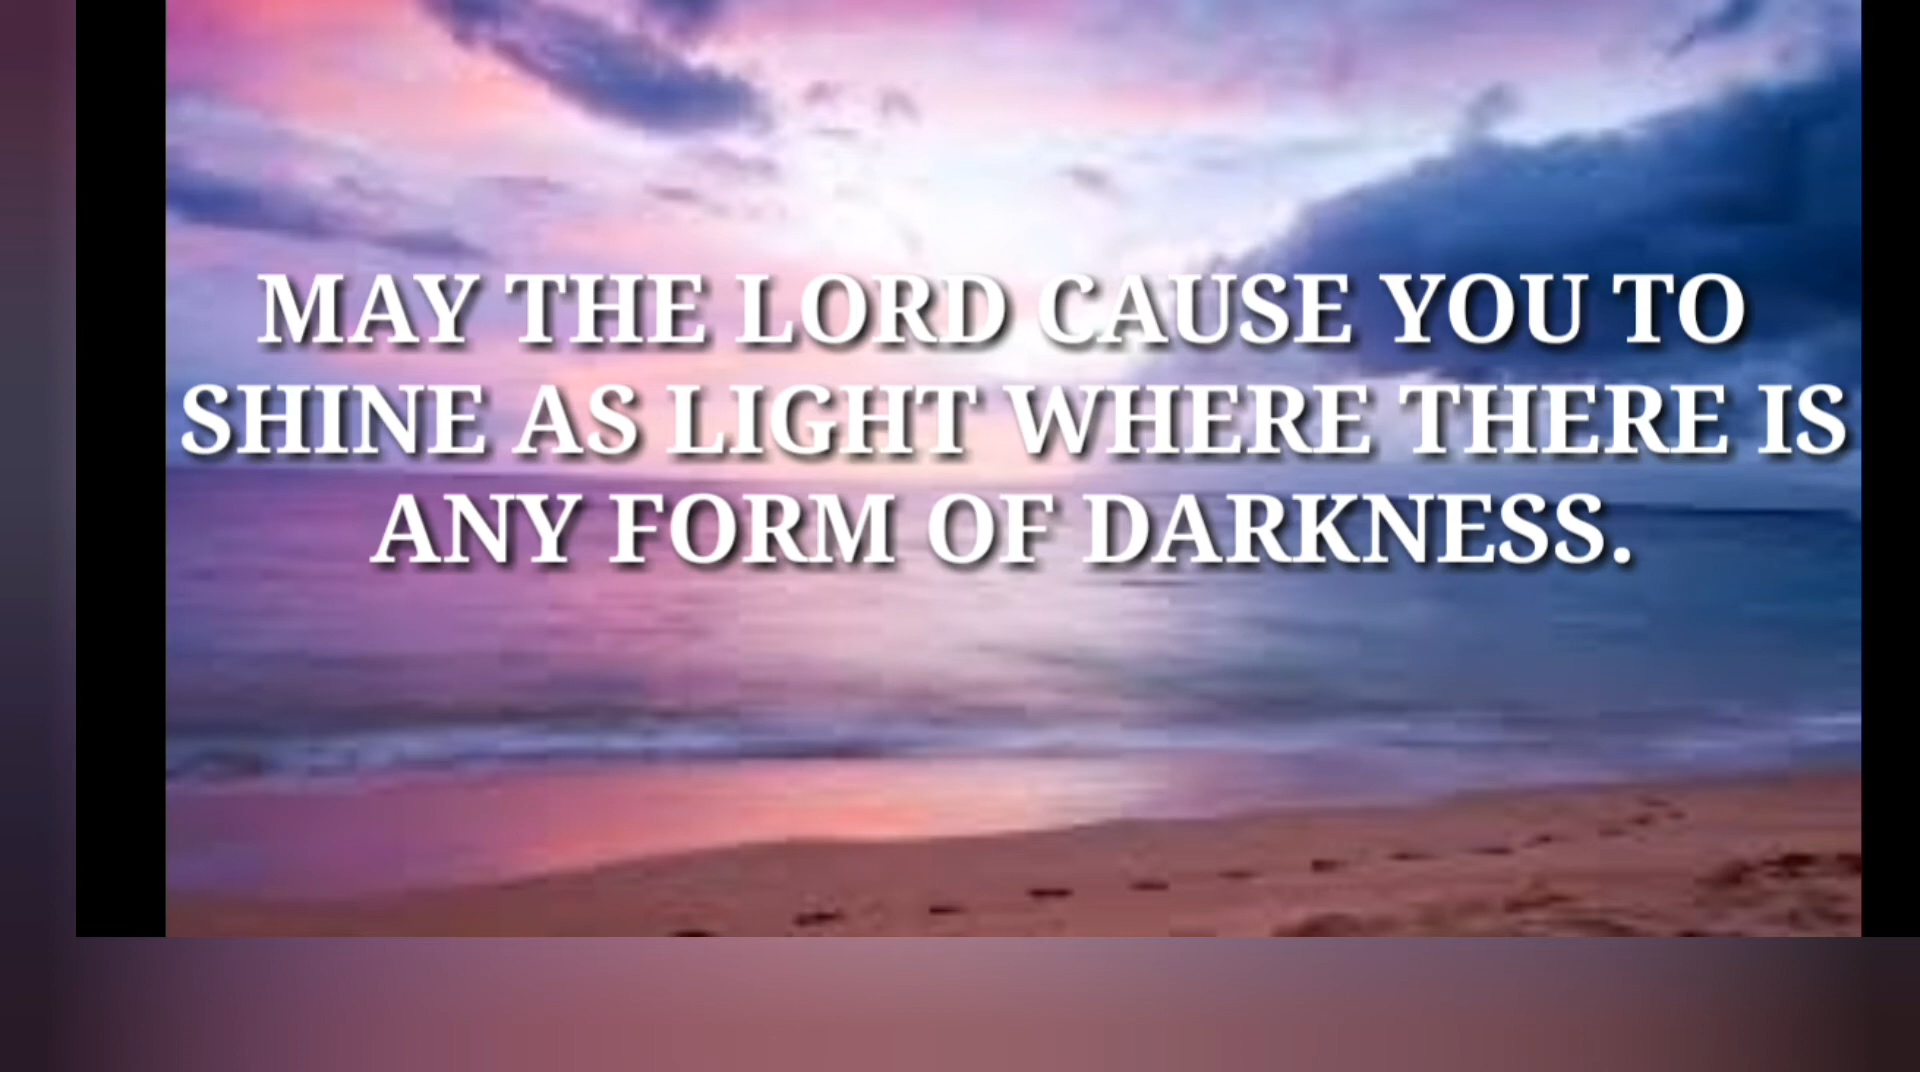 MAY THE LORD CAUSE YOU TO
SHINE AS LIGHT WHERE THERE IS
ANY FORM OF DARKNESS.